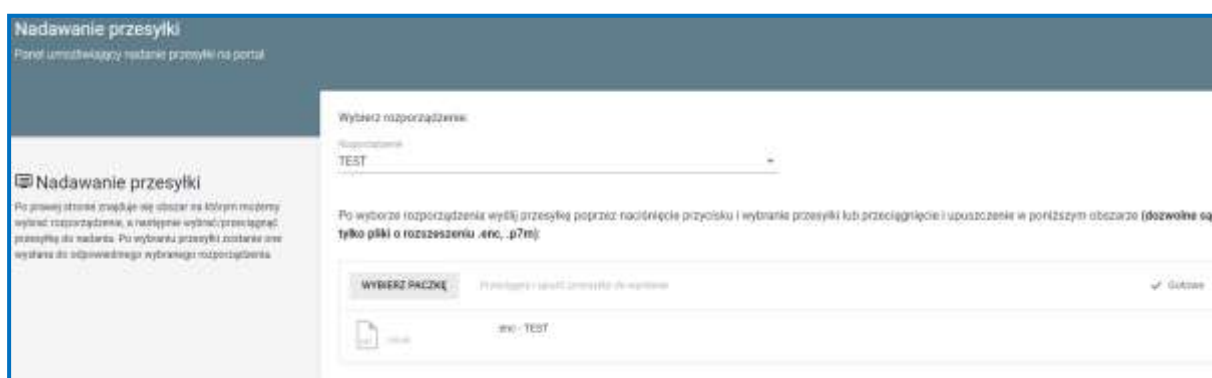 Nadawanie przesyłki
Panel umożliwiający nadanie przesyłki na portal
Wybierz rozporządzenie:
Rozporządzenie
TEST
Nadawanie przesyłki
Po prawej stronie znajduje się obszar na którym możemy
wybrać rozporządzenie, a następnie wybrać/przeciągnąć
przesyłkę do nadania. Po wybraniu przesyłki zostanie one
wysłana do odpowiedniego wybranego rozporządzenia.
Po wyborze rozporządzenia wyślij przesyłkę poprzez naciśnięcie przycisku i wybranie przesyłki lub przeciągnięcie i upuszczenie w poniższym obszarze (dozwolne są
tylko pliki o rozszeszeniu .enc, .p7m):
WYBIERZ PACZKĘ
Przeciągnij i upuść przesyłkę do wysłania
Gotowe
.enc - TEST